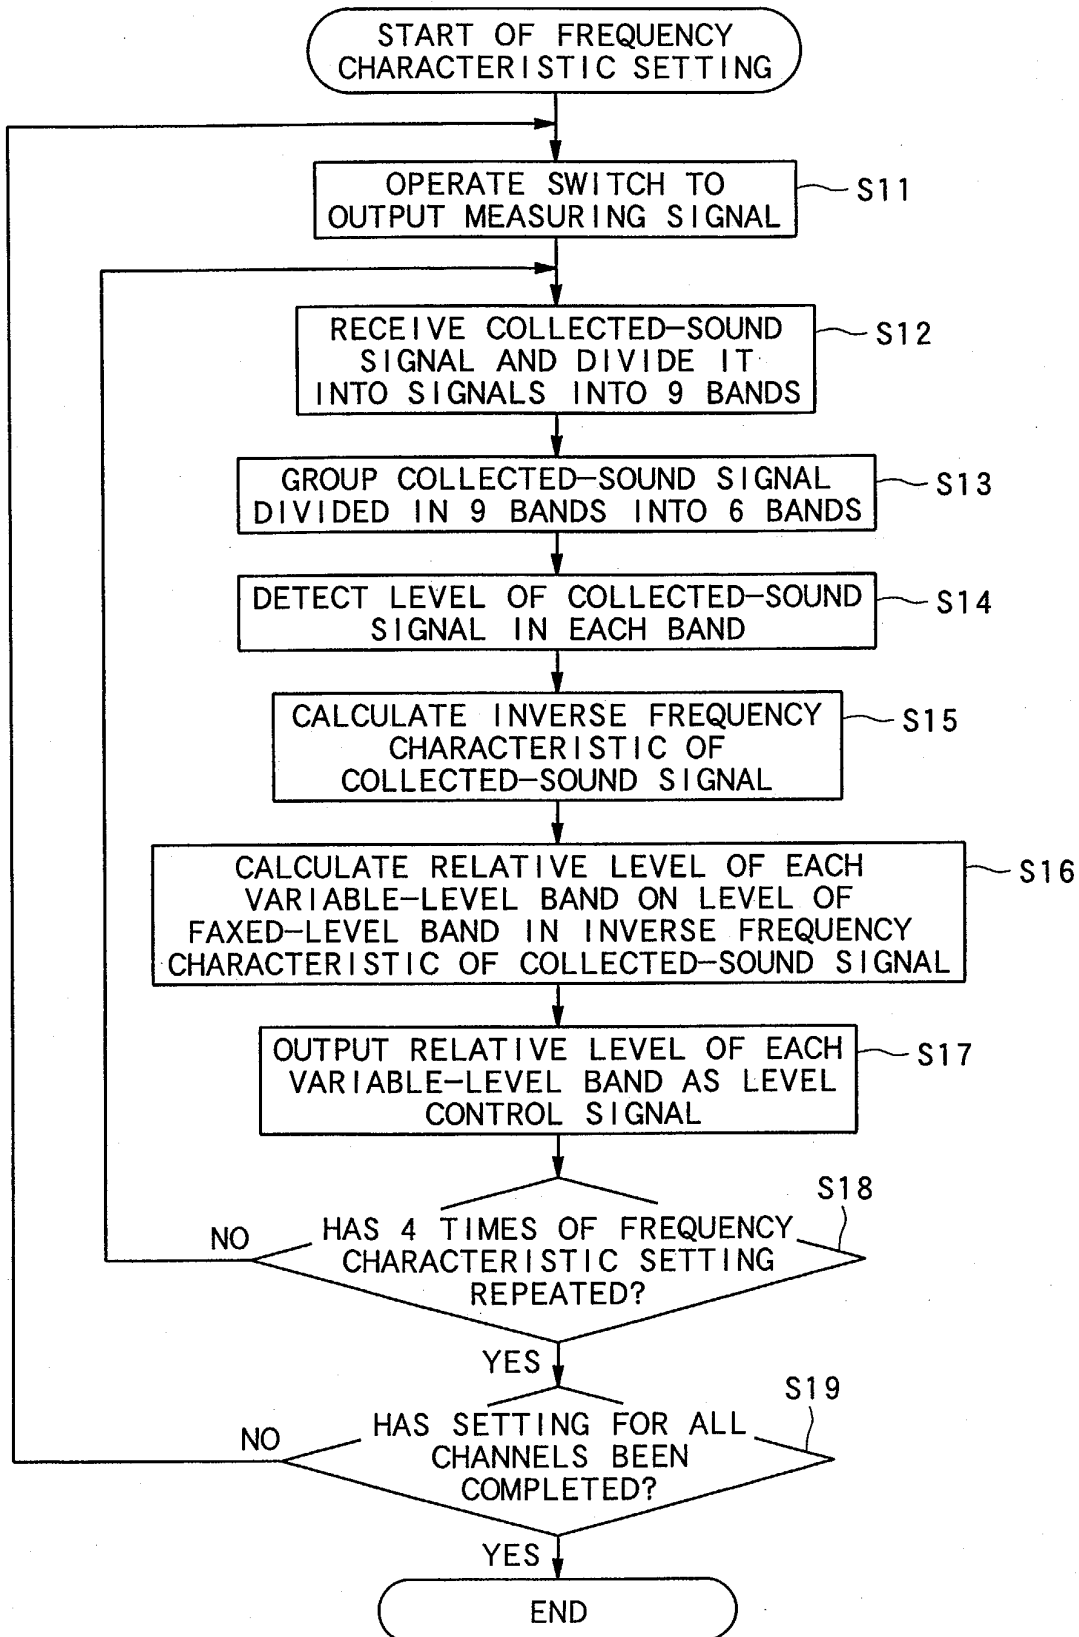 START OF FREQUENCY
CHARACTERISTIC SETTING
OPERATE SWITCH TO
OUTPUT MEASURING SIGNAL
S11
RECEIVE COLLECTED-SOUND
SIGNAL AND DIVIDE IT
INTO SIGNALS INTO 9 BANDS
S12
GROUP COLLECTED-SOUND SIGNAL
DIVIDED IN 9 BANDS INTO 6 BANDS
S13
DETECT LEVEL OF COLLECTED-SOUND
SIGNAL IN EACH BAND
S14
CALCULATE INVERSE FREQUENCY
CHARACTERISTIC OF
COLLECTED-SOUND SIGNAL
S15
CALCULATE RELATIVE LEVEL OF EACH
VARIABLE-LEVEL BAND ON LEVEL OF
FAXED-LEVEL BAND IN INVERSE FREQUENCY
CHARACTERISTIC OF COLLECTED-SOUND SIGNAL
S16
OUTPUT RELATIVE LEVEL OF EACH
VARIABLE-LEVEL BAND AS LEVEL
CONTROL SIGNAL
S17
S18
NO
HAS 4 TIMES OF FREQUENCY
CHARACTERISTIC SETTING
REPEATED?
YES
S19
NO
HAS SETTING FOR ALL
CHANNELS BEEN
COMPLETED?
YES
END